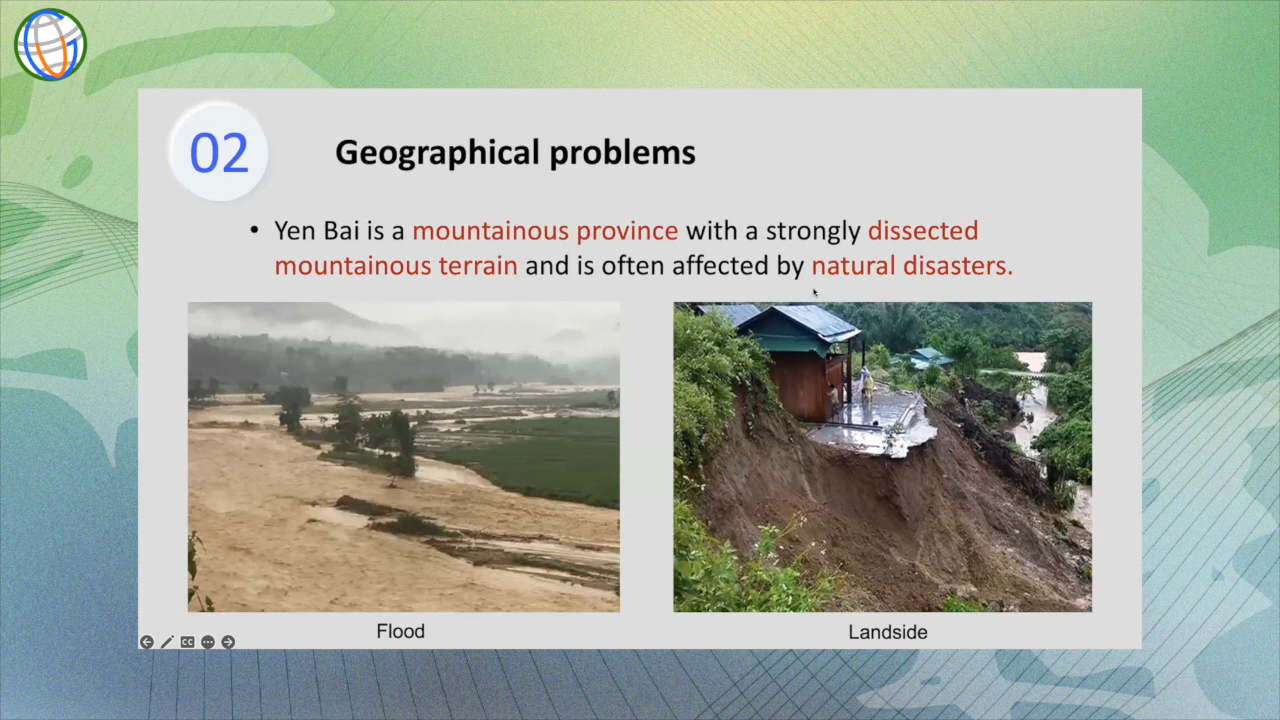 02
Geographical problems
• Yen Bai is a mountainous province with a strongly dissected
mountainous terrain and is often affected by natural disasters.
Flood
Landside
CC